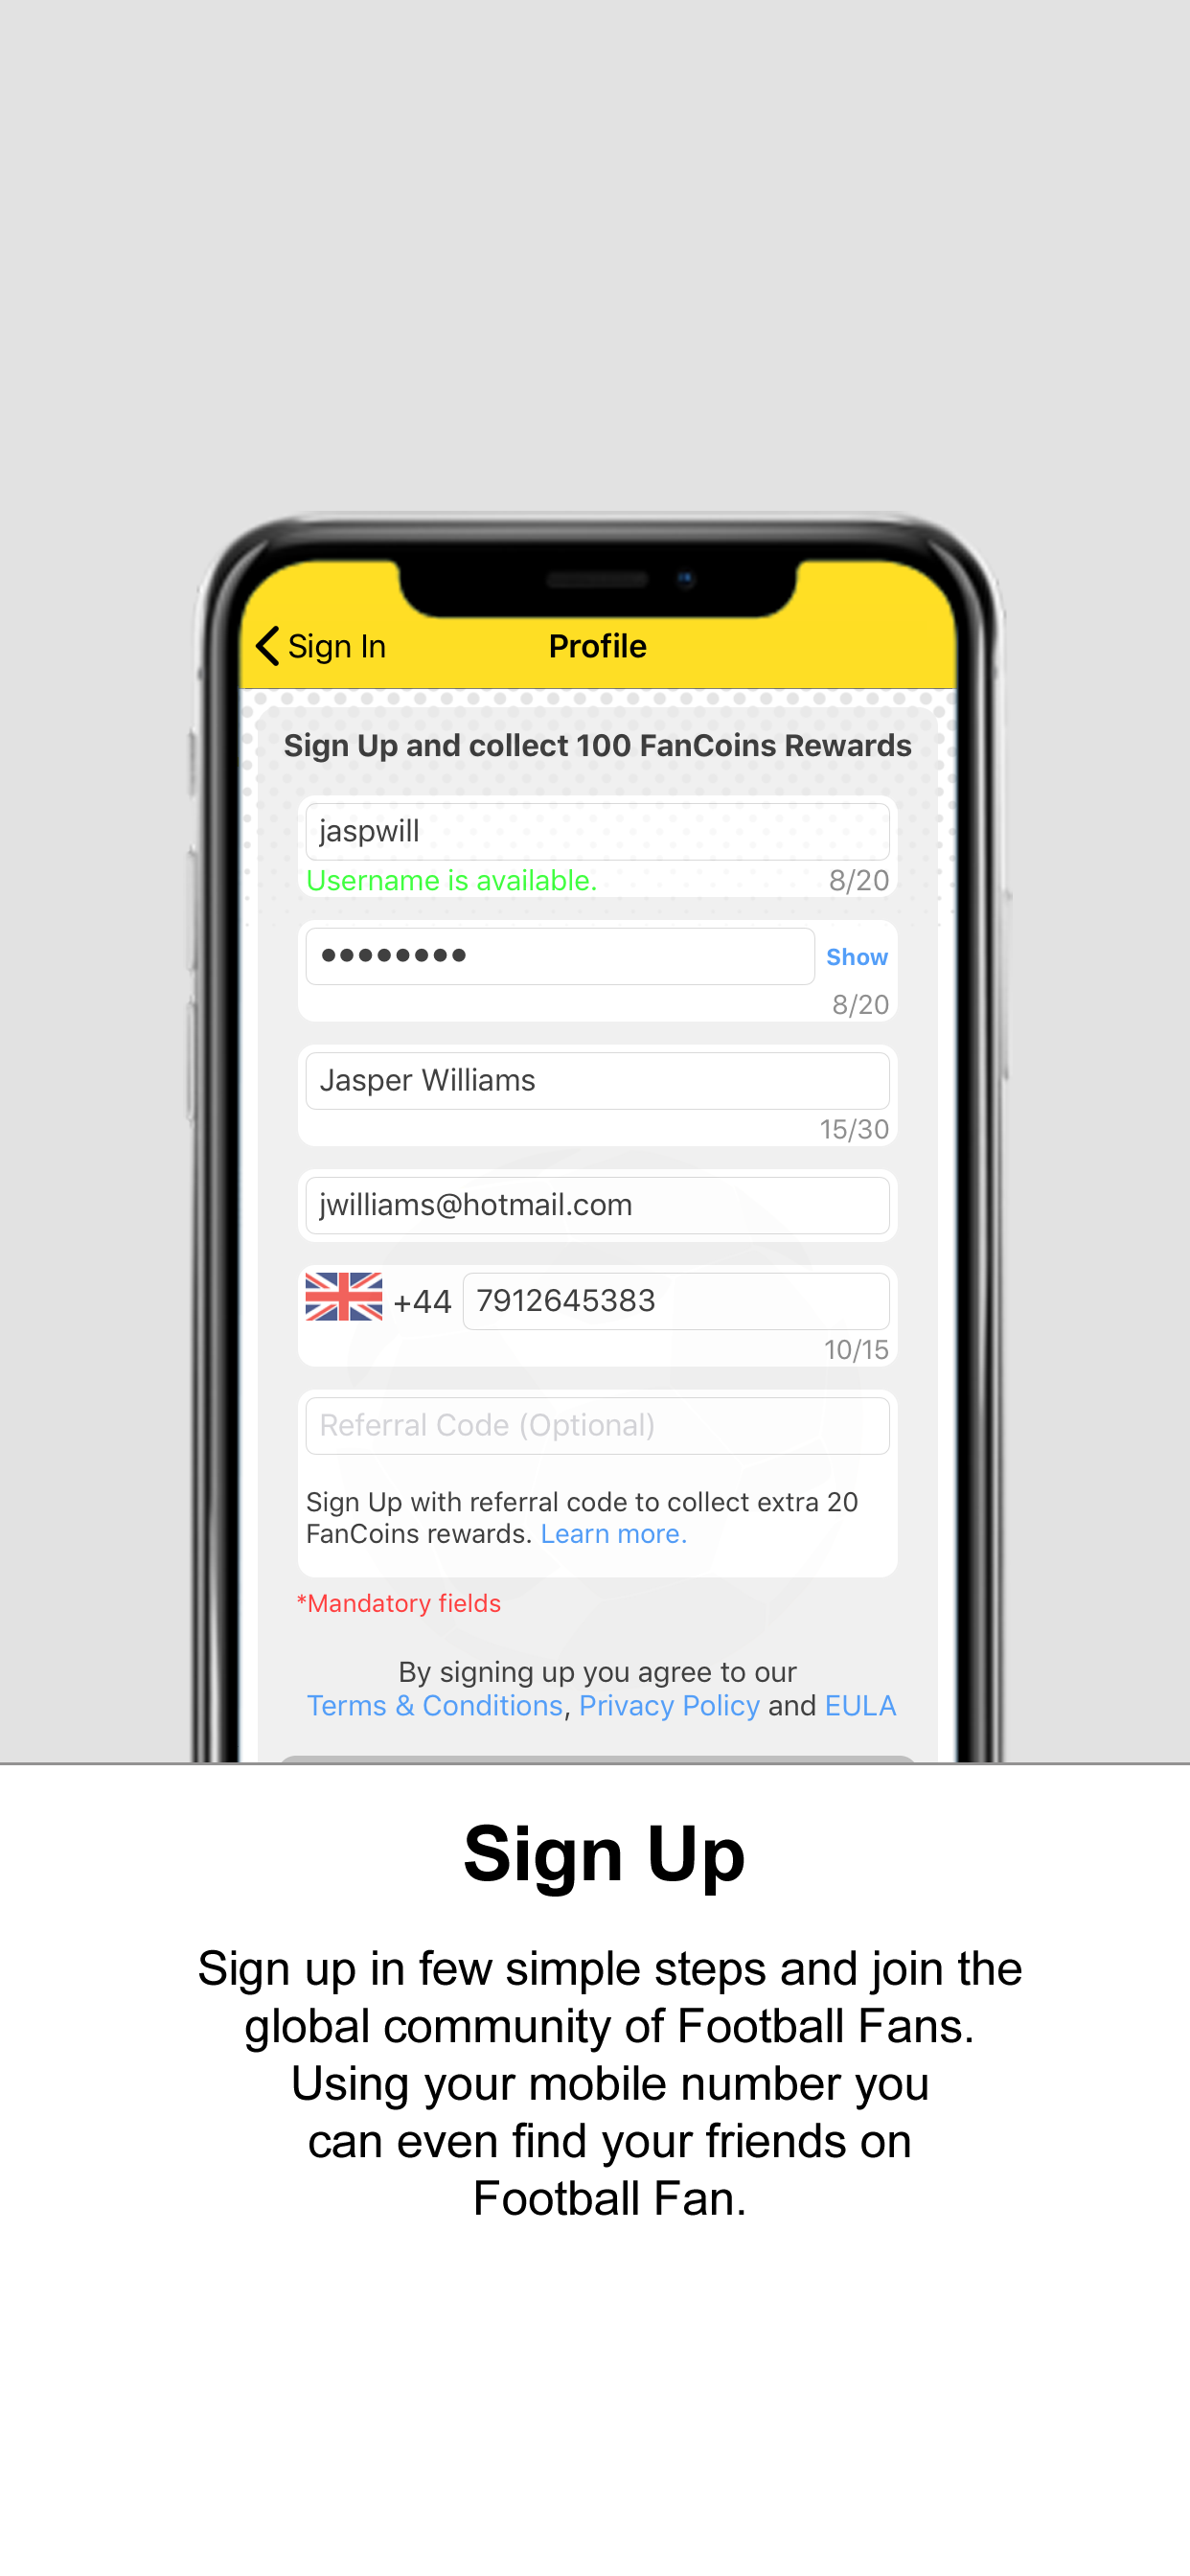 Sign In
Profile
Sign Up and collect 100 FanCoins Rewards
jaspwill
Username is available.
8/20
●●●●●●●●
Show
8/20
Jasper Williams
15/30
jwilliams@hotmail.com
+44
7912645383
10/15
Referral Code (Optional)
Sign Up with referral code to collect extra 20
FanCoins rewards. Learn more.
*Mandatory fields
By signing up you agree to our
Terms & Conditions, Privacy Policy and EULA
Sign Up
Sign up in few simple steps and join the
global community of Football Fans.
Using your mobile number you
can even find your friends on
Football Fan.